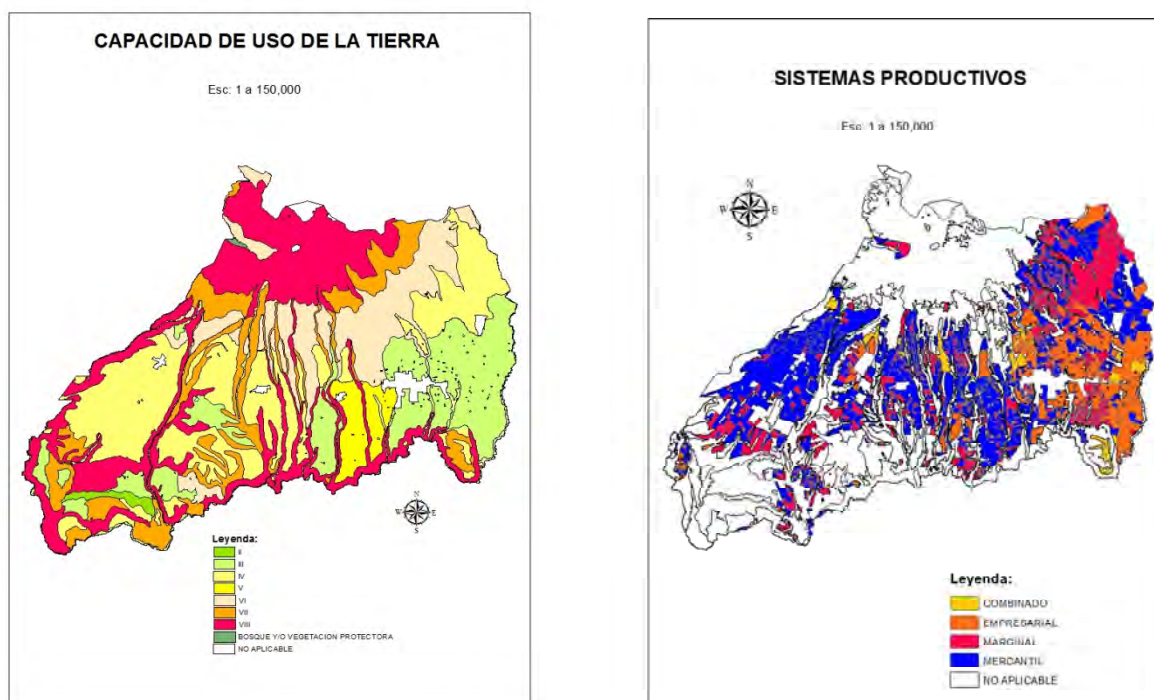 CAPACIDAD DE USO DE LA TIERRA
Esc: 1 a 150,000
N
W E
S
Leyenda:
II
III
IV
V
VI
VII
VIII
BOSQUE Y/O VEGETACION PROTECTORA
NO APLICABLE
SISTEMAS PRODUCTIVOS
Esc: 1 a 150,000
N
W E
S
Leyenda:
COMBINADO
EMPRESARIAL
MARGINAL
MERCANTIL
NO APLICABLE